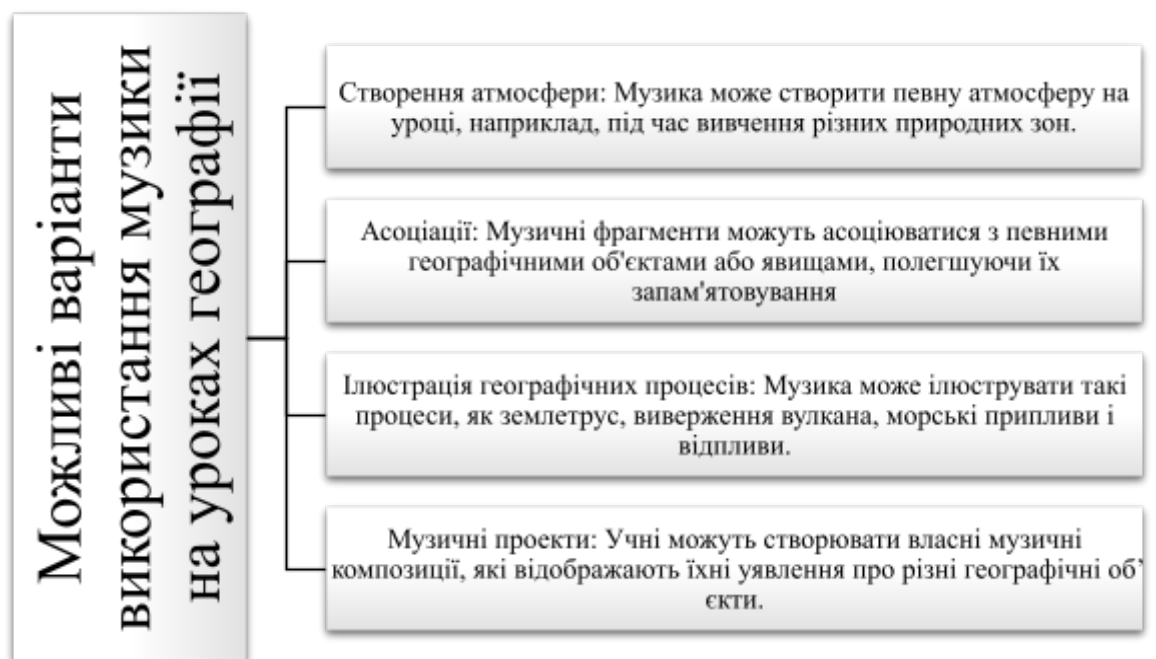 Можливі варіанти
використання музики
на уроках географії
Створення атмосфери: Музика може створити певну атмосферу на
уроці, наприклад, під час вивчення різних природних зон.
Асоціації: Музичні фрагменти можуть асоціюватися з певними
географічними об'єктами або явищами, полегшуючи їх
запам'ятовування
Ілюстрація географічних процесів: Музика може ілюструвати такі
процеси, як землетрус, виверження вулкана, морські припливи і
відпливи.
Музичні проекти: Учні можуть створювати власні музичні
композиції, які відображають їхні уявлення про різні географічні об’
єкти.